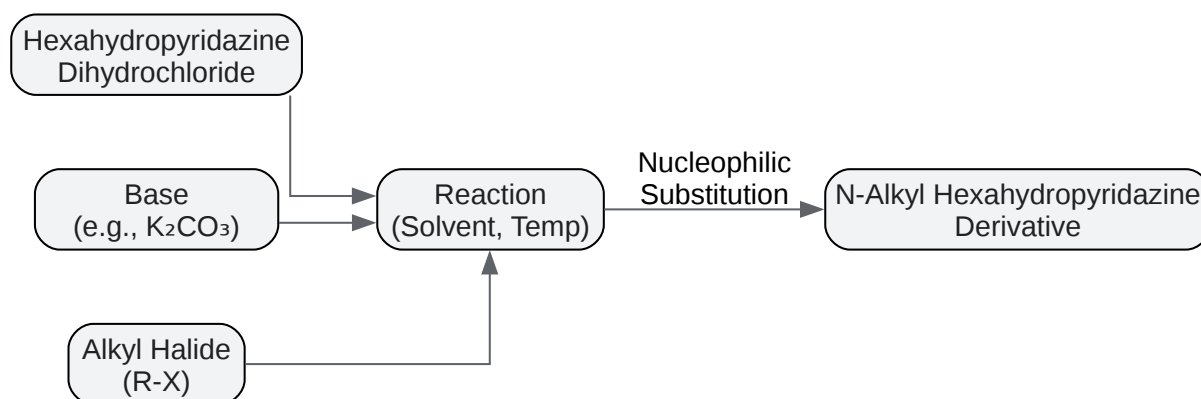 Hexahydropyridazine
Dihydrochloride
Base
(e.g., K₂CO₃)
Alkyl Halide
(R-X)
Reaction
(Solvent, Temp)
Nucleophilic
Substitution
N-Alkyl Hexahydropyridazine
Derivative